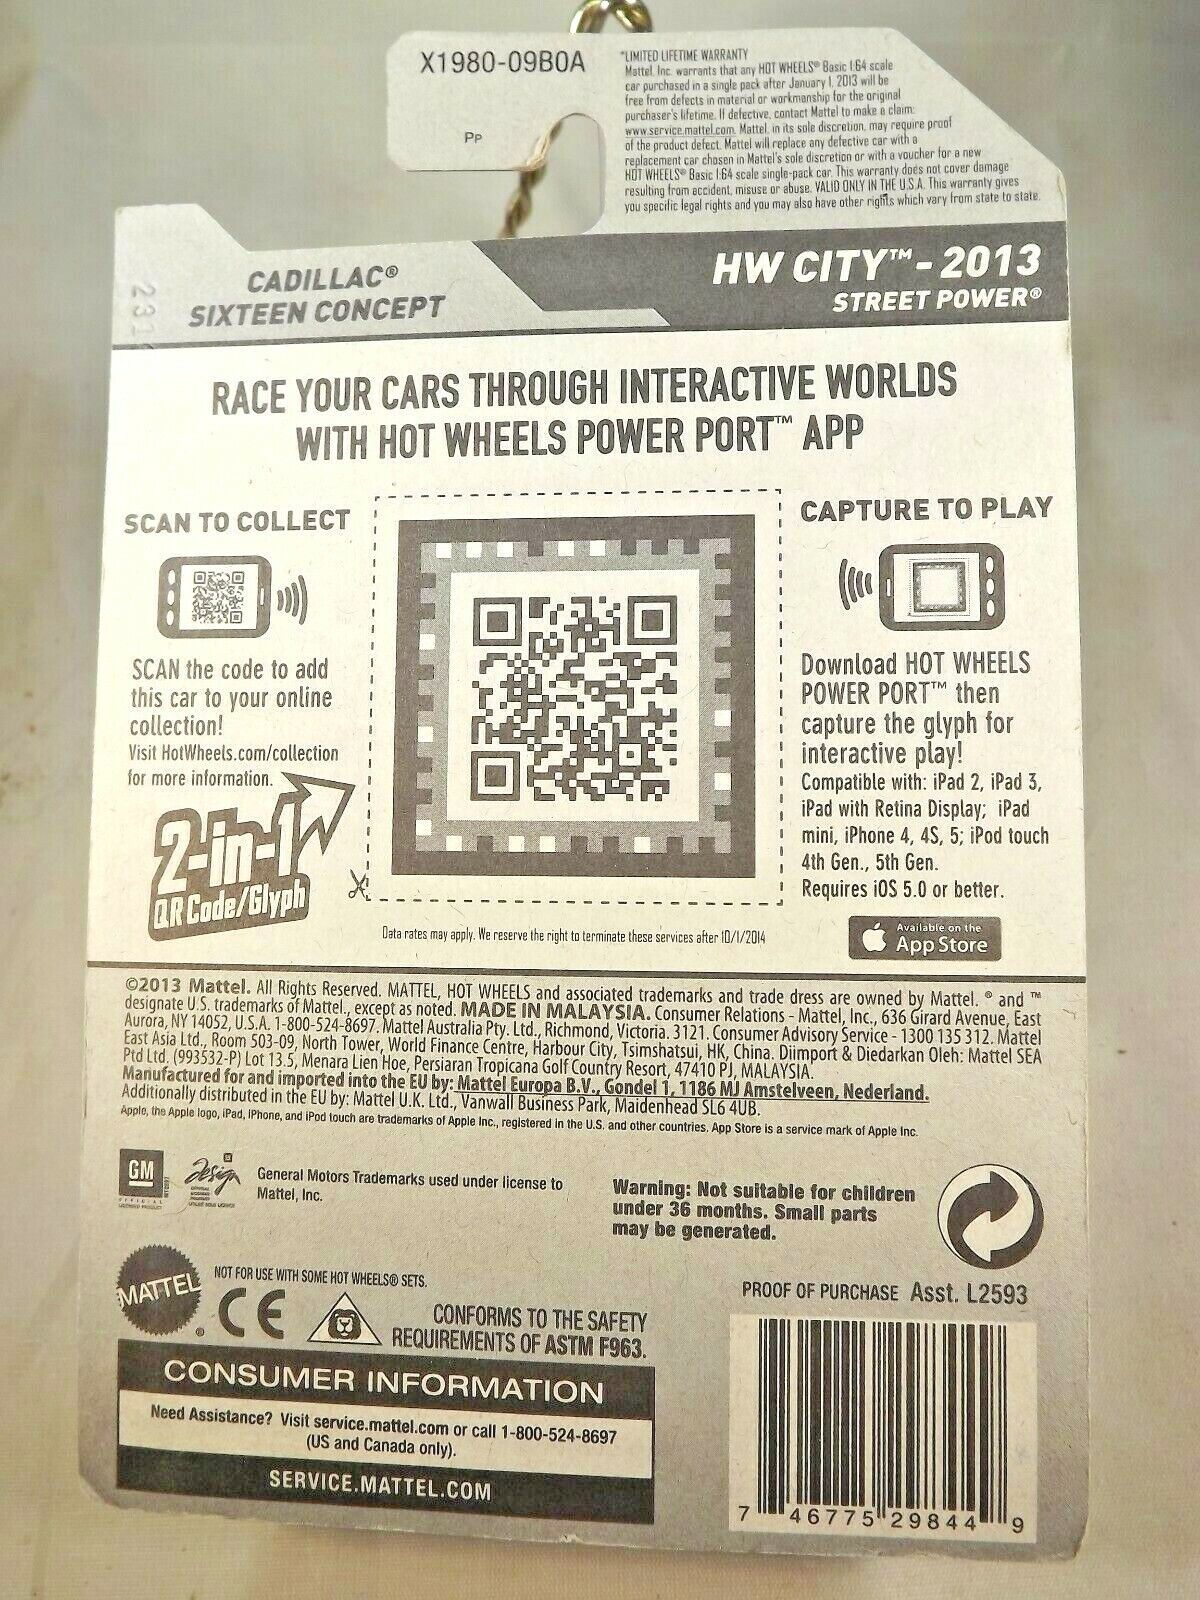 X1980-09B0A
Pp
*LIMITED LIFETIME WARRANTY
Mattel, Inc. warrants that any HOT WHEELS® Basic 1:64 scale
car purchased in a single pack after January 1, 2013 will be
free from defects in material or workmanship for the original
purchaser's lifetime. If defective, contact Mattel to make a claim:
www.service.mattel.com. Mattel, in its sole discretion, may require proof
of the product defect. Mattel will replace any defective car with a
replacement car chosen in Mattel's sole discretion or with a voucher for a new
HOT WHEELS® Basic 1:64 scale single-pack car. This warranty does not cover damage
resulting from accident, misuse or abuse. VALID ONLY IN THE U.S.A. This warranty gives
you specific legal rights and you may also have other rights which vary from state to state.
CADILLAC®
SIXTEEN CONCEPT
HW CITY™ - 2013
STREET POWER®
RACE YOUR CARS THROUGH INTERACTIVE WORLDS
WITH HOT WHEELS POWER PORT™ APP
SCAN TO COLLECT
SCAN the code to add
this car to your online
collection!
Visit HotWheels.com/collection
for more information.
2-in-1
QR Code/Glyph
CAPTURE TO PLAY
Download HOT WHEELS
POWER PORT™ then
capture the glyph for
interactive play!
Compatible with: iPad 2, iPad 3,
iPad with Retina Display; iPad
mini, iPhone 4, 4S, 5; iPod touch
4th Gen., 5th Gen.
Requires iOS 5.0 or better.
Available on the
App Store
Data rates may apply. We reserve the right to terminate these services after 10/1/2014
©2013 Mattel. All Rights Reserved. MATTEL, HOT WHEELS and associated trademarks and trade dress are owned by Mattel. ® and ™
designate U.S. trademarks of Mattel, except as noted. MADE IN MALAYSIA. Consumer Relations - Mattel, Inc., 636 Girard Avenue, East
Aurora, NY 14052, U.S.A. 1-800-524-8697. Mattel Australia Pty. Ltd., Richmond, Victoria. 3121. Consumer Advisory Service - 1300 135 312. Mattel
East Asia Ltd., Room 503-09, North Tower, World Finance Centre, Harbour City, Tsimshatsui, HK, China. Diimport & Diedarkan Oleh: Mattel SEA
Ptd Ltd. (993532-P) Lot 13.5, Menara Lien Hoe, Persiaran Tropicana Golf Country Resort, 47410 PJ, MALAYSIA.
Manufactured for and imported into the EU by: Mattel Europa B.V., Gondel 1, 1186 MJ Amstelveen, Nederland.
Additionally distributed in the EU by: Mattel U.K. Ltd., Vanwall Business Park, Maidenhead SL6 4UB.
Apple, the Apple logo, iPad, iPhone, and iPod touch are trademarks of Apple Inc., registered in the U.S. and other countries. App Store is a service mark of Apple Inc.
GM
Design
General Motors Trademarks used under license to
Mattel, Inc.
Warning: Not suitable for children
under 36 months. Small parts
may be generated.
MATTEL®
NOT FOR USE WITH SOME HOT WHEELS® SETS.
CE
CONFORMS TO THE SAFETY
REQUIREMENTS OF ASTM F963.
PROOF OF PURCHASE Asst. L2593
CONSUMER INFORMATION
Need Assistance? Visit service.mattel.com or call 1-800-524-8697
(US and Canada only).
SERVICE.MATTEL.COM
7 46775 29844 9